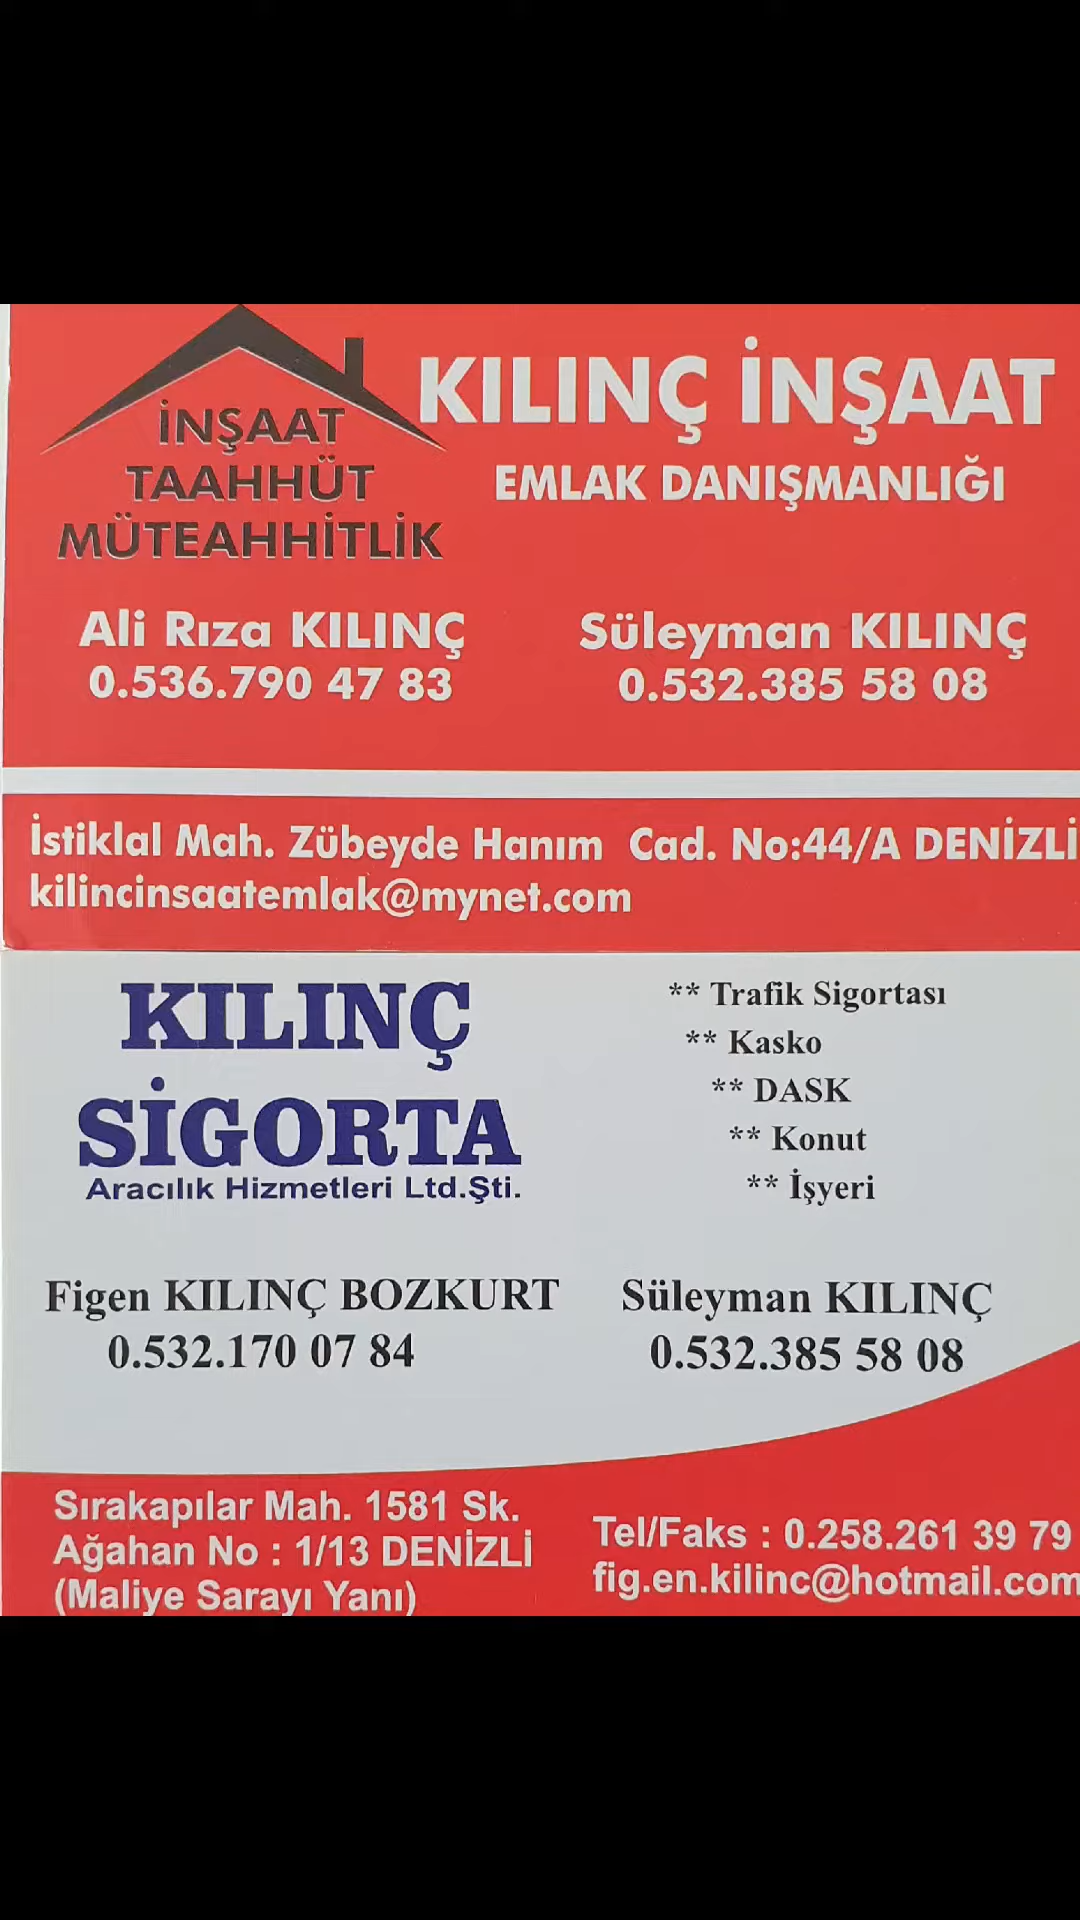 İNŞAAT
TAAHHÜT
MÜTEAHHİTLİK
KILINÇ İNŞAAT
EMLAK DANIŞMANLIĞI
Ali Rıza KILINÇ
0.536.790 47 83
Süleyman KILINÇ
0.532.385 58 08
İstiklal Mah. Zübeyde Hanım Cad. No:44/A DENİZLİ
kilincinsaatemlak@mynet.com
KILINÇ
SİGORTA
Aracılık Hizmetleri Ltd.Şti.
** Trafik Sigortası
** Kasko
** DASK
** Konut
** İşyeri
Figen KILINÇ BOZKURT
0.532.170 07 84
Süleyman KILINÇ
0.532.385 58 08
Sırakapılar Mah. 1581 Sk.
Ağahan No : 1/13 DENİZLİ
(Maliye Sarayı Yanı)
Tel/Faks : 0.258.261 39 79
fig.en.kilinc@hotmail.com